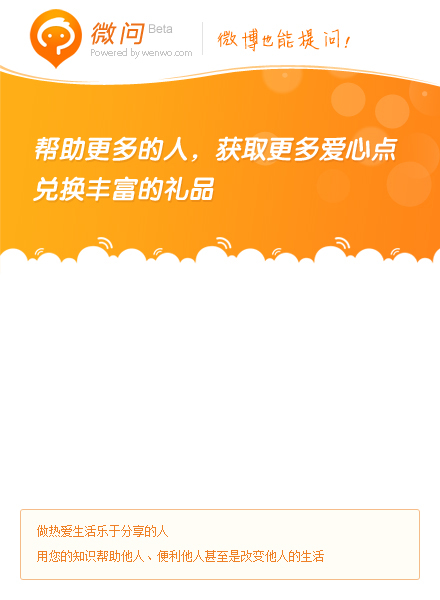 微问 Beta
Powered by wenwo.com
微博也能提问!
帮助更多的人，获取更多爱心点
兑换丰富的礼品
做热爱生活乐于分享的人
用您的知识帮助他人、便利他人甚至是改变他人的生活